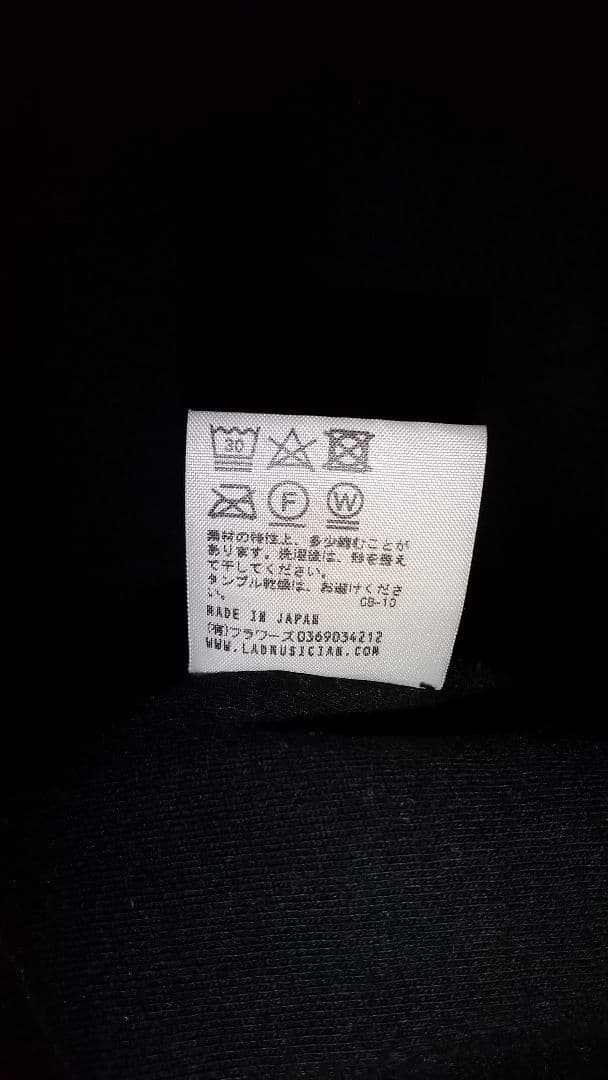 30
F W
素材の特性上、多少縮むことが
あります。洗濯後は、形を整え
て干してください。
タンブル乾燥は、お避けくださ
い。
GB-10
MADE IN JAPAN
(有)フラワーズ0369034212
WWW.LADMUSICIAN.COM